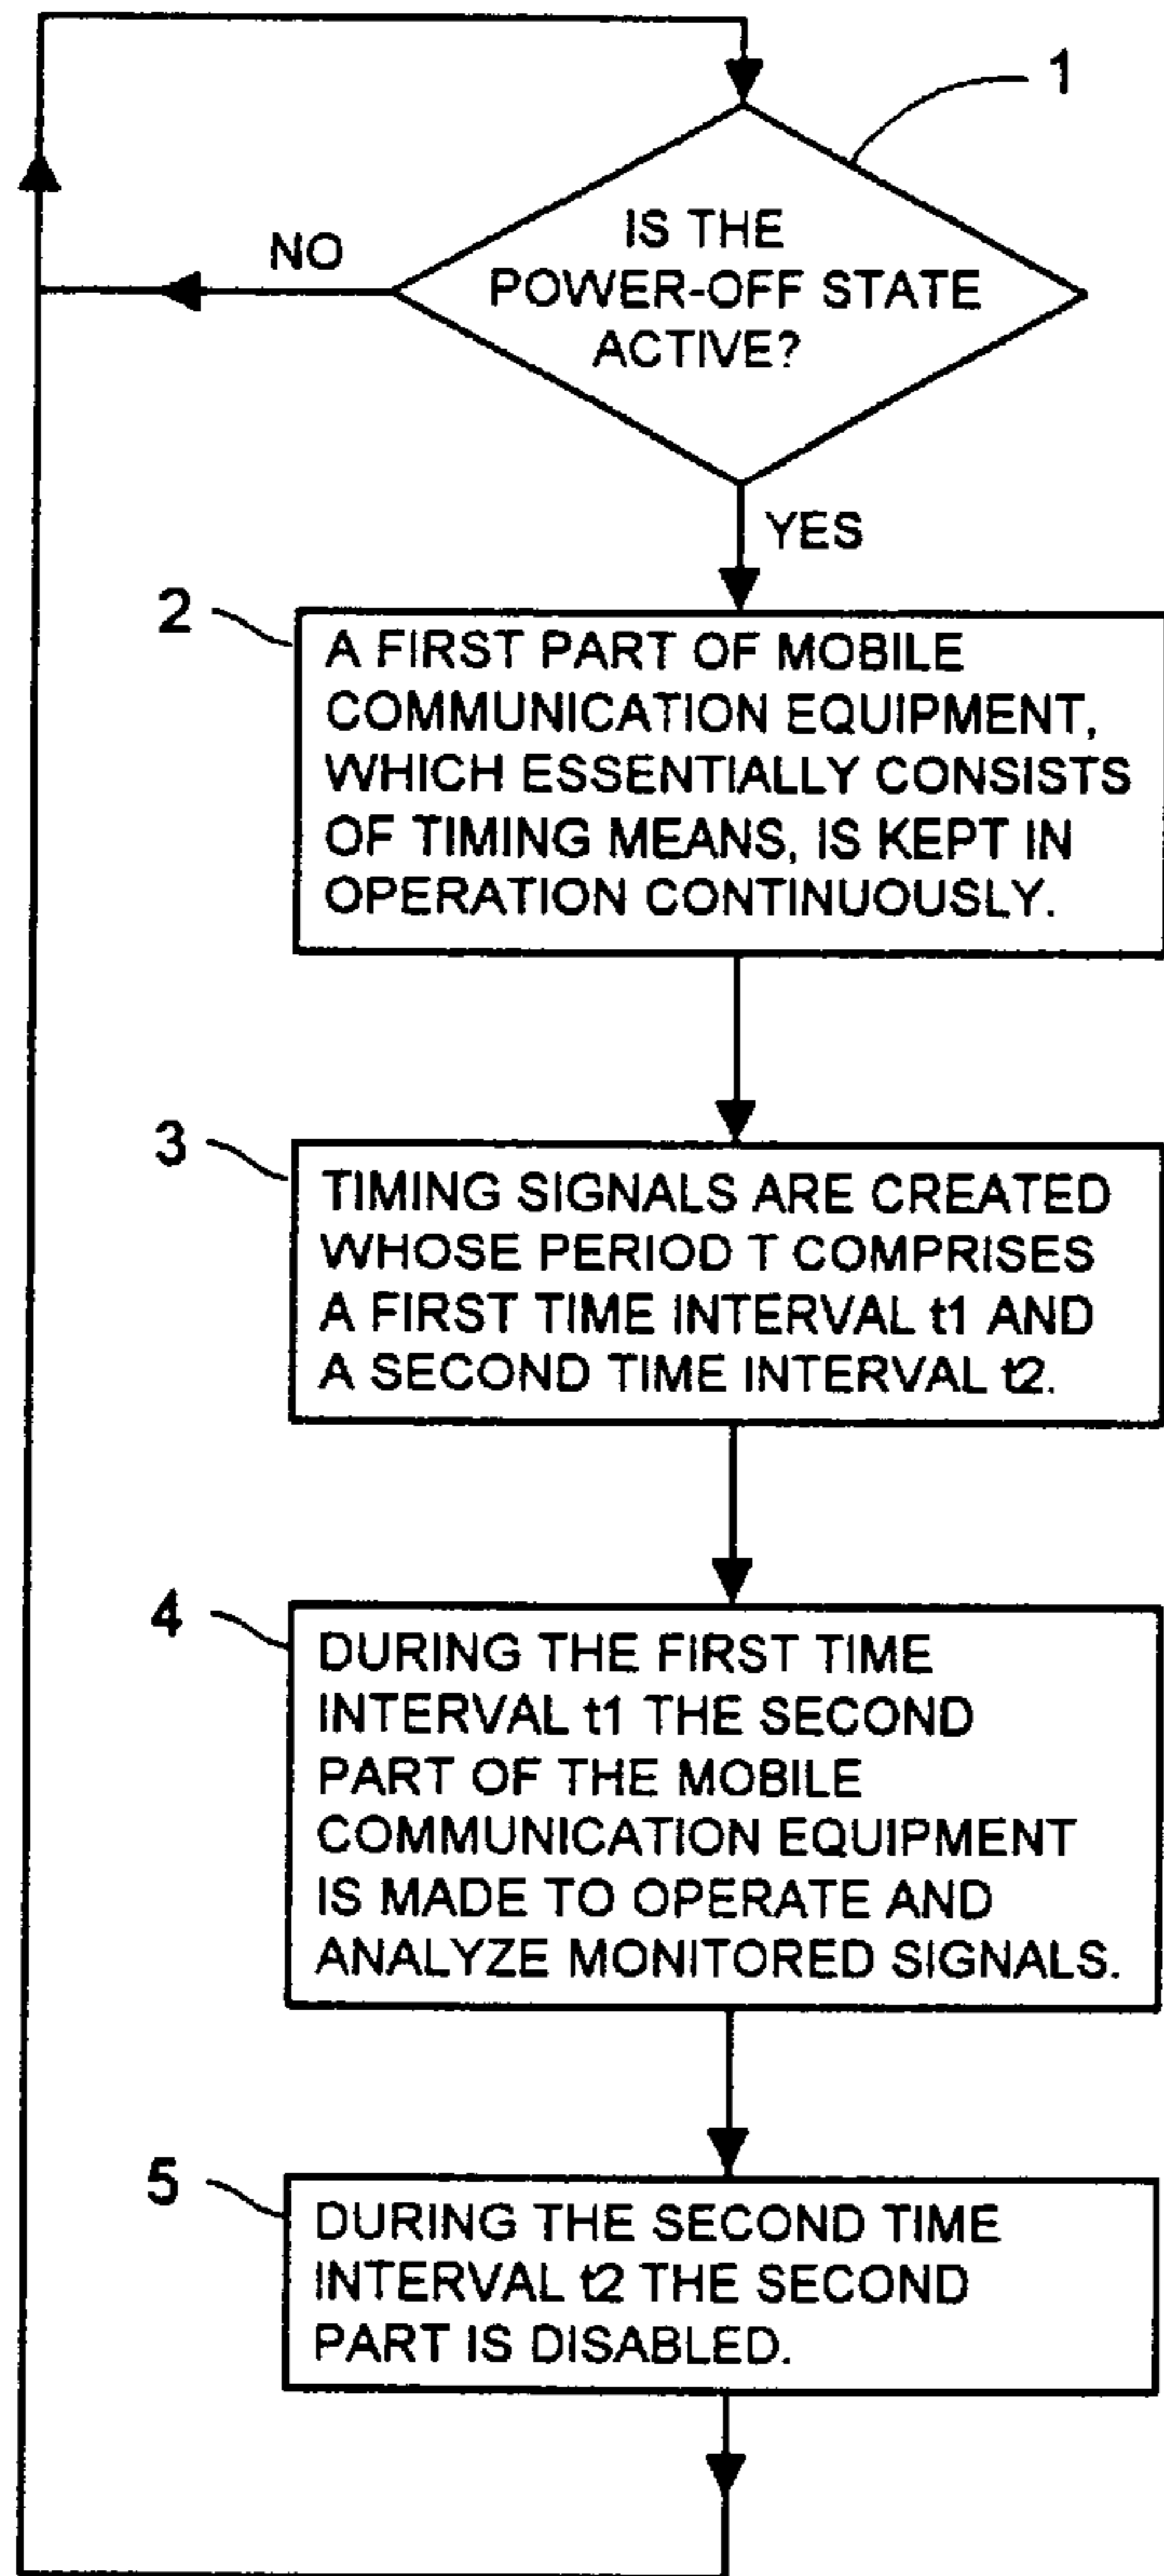 1
IS THE
POWER-OFF STATE
ACTIVE?
NO
YES
2
A FIRST PART OF MOBILE
COMMUNICATION EQUIPMENT,
WHICH ESSENTIALLY CONSISTS
OF TIMING MEANS, IS KEPT IN
OPERATION CONTINUOUSLY.
3
TIMING SIGNALS ARE CREATED
WHOSE PERIOD T COMPRISES
A FIRST TIME INTERVAL t1 AND
A SECOND TIME INTERVAL t2.
4
DURING THE FIRST TIME
INTERVAL t1 THE SECOND
PART OF THE MOBILE
COMMUNICATION EQUIPMENT
IS MADE TO OPERATE AND
ANALYZE MONITORED SIGNALS.
5
DURING THE SECOND TIME
INTERVAL t2 THE SECOND
PART IS DISABLED.